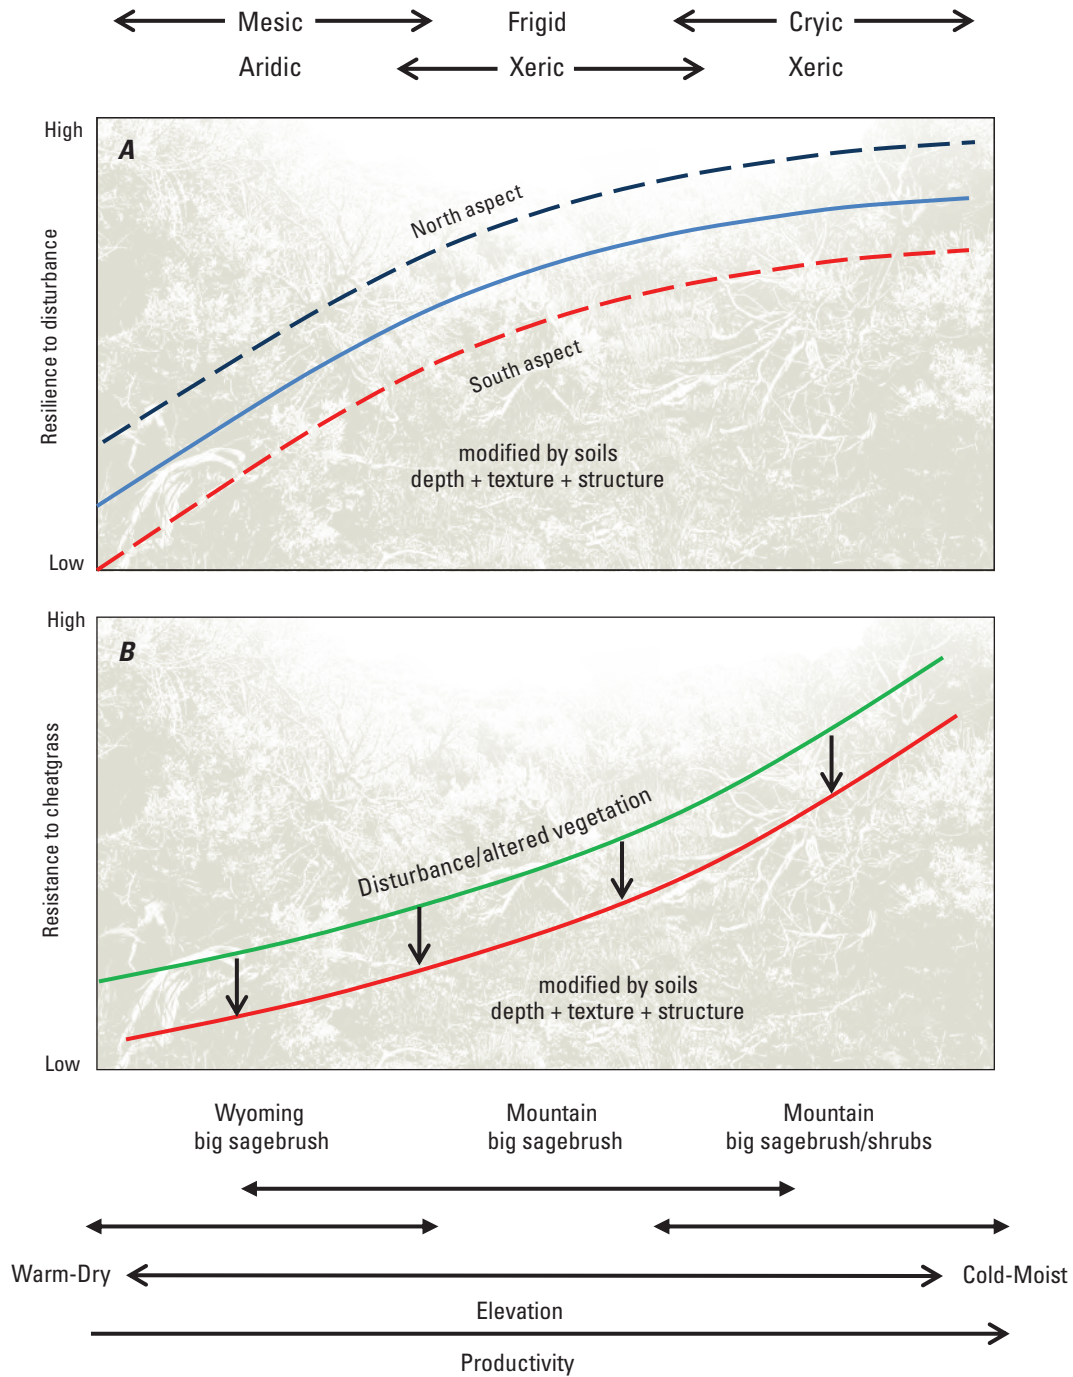 Mesic Frigid Cryic
Aridic Xeric Xeric
High
A
North aspect
Resilience to disturbance
South aspect
modified by soils
depth + texture + structure
Low
High
B
Resistance to cheatgrass
Disturbance/altered vegetation
modified by soils
depth + texture + structure
Low
Wyoming
big sagebrush
Mountain
big sagebrush
Mountain
big sagebrush/shrubs
Warm-Dry Cold-Moist
Elevation
Productivity